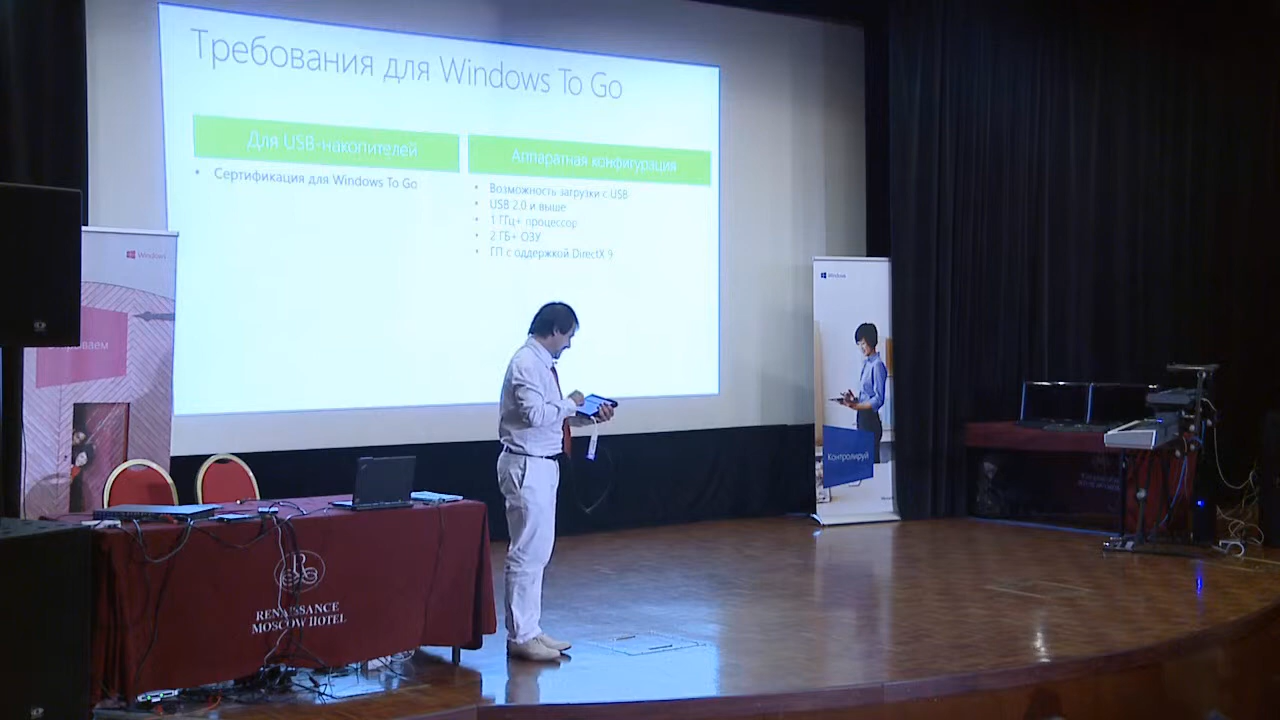 Требования для Windows To Go
Для USB-накопителей
Сертификация для Windows To Go
Аппаратная конфигурация
Возможность загрузки с USB
USB 2.0 и выше
1 ГГц+ процессор
2 ГБ+ ОЗУ
ГП с оддержкой DirectX 9
Windows
Windows
Контролируй
RENAISSANCE
MOSCOW HOTEL